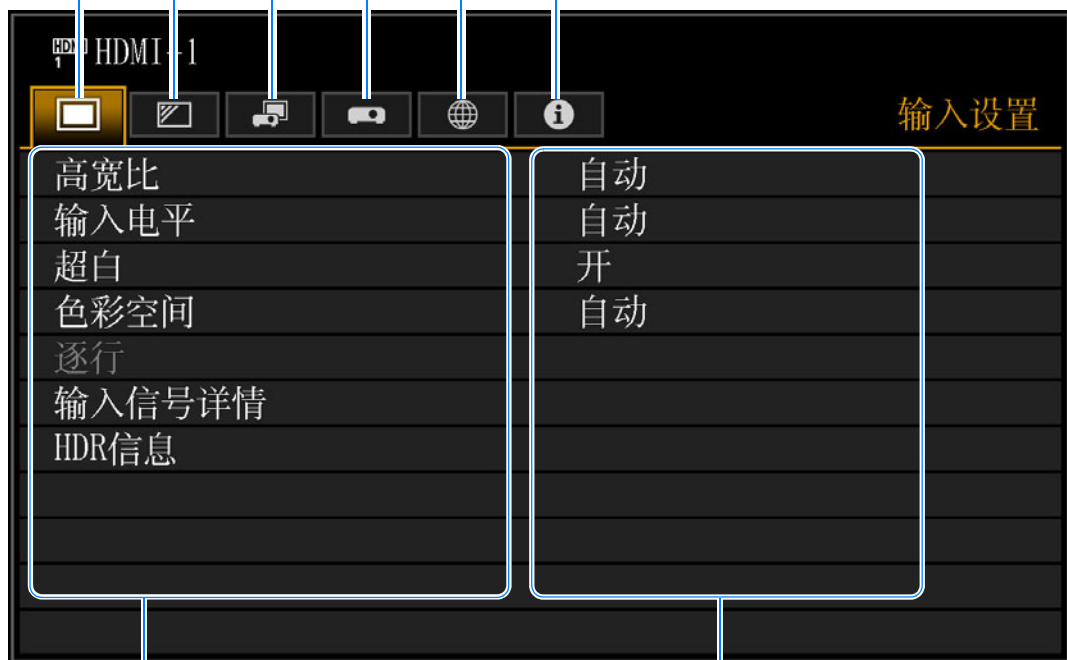 HDMI 1 HDMI-1
输入设置
高宽比 自动
输入电平 自动
超白 开
色彩空间 自动
逐行
输入信号详情
HDR信息